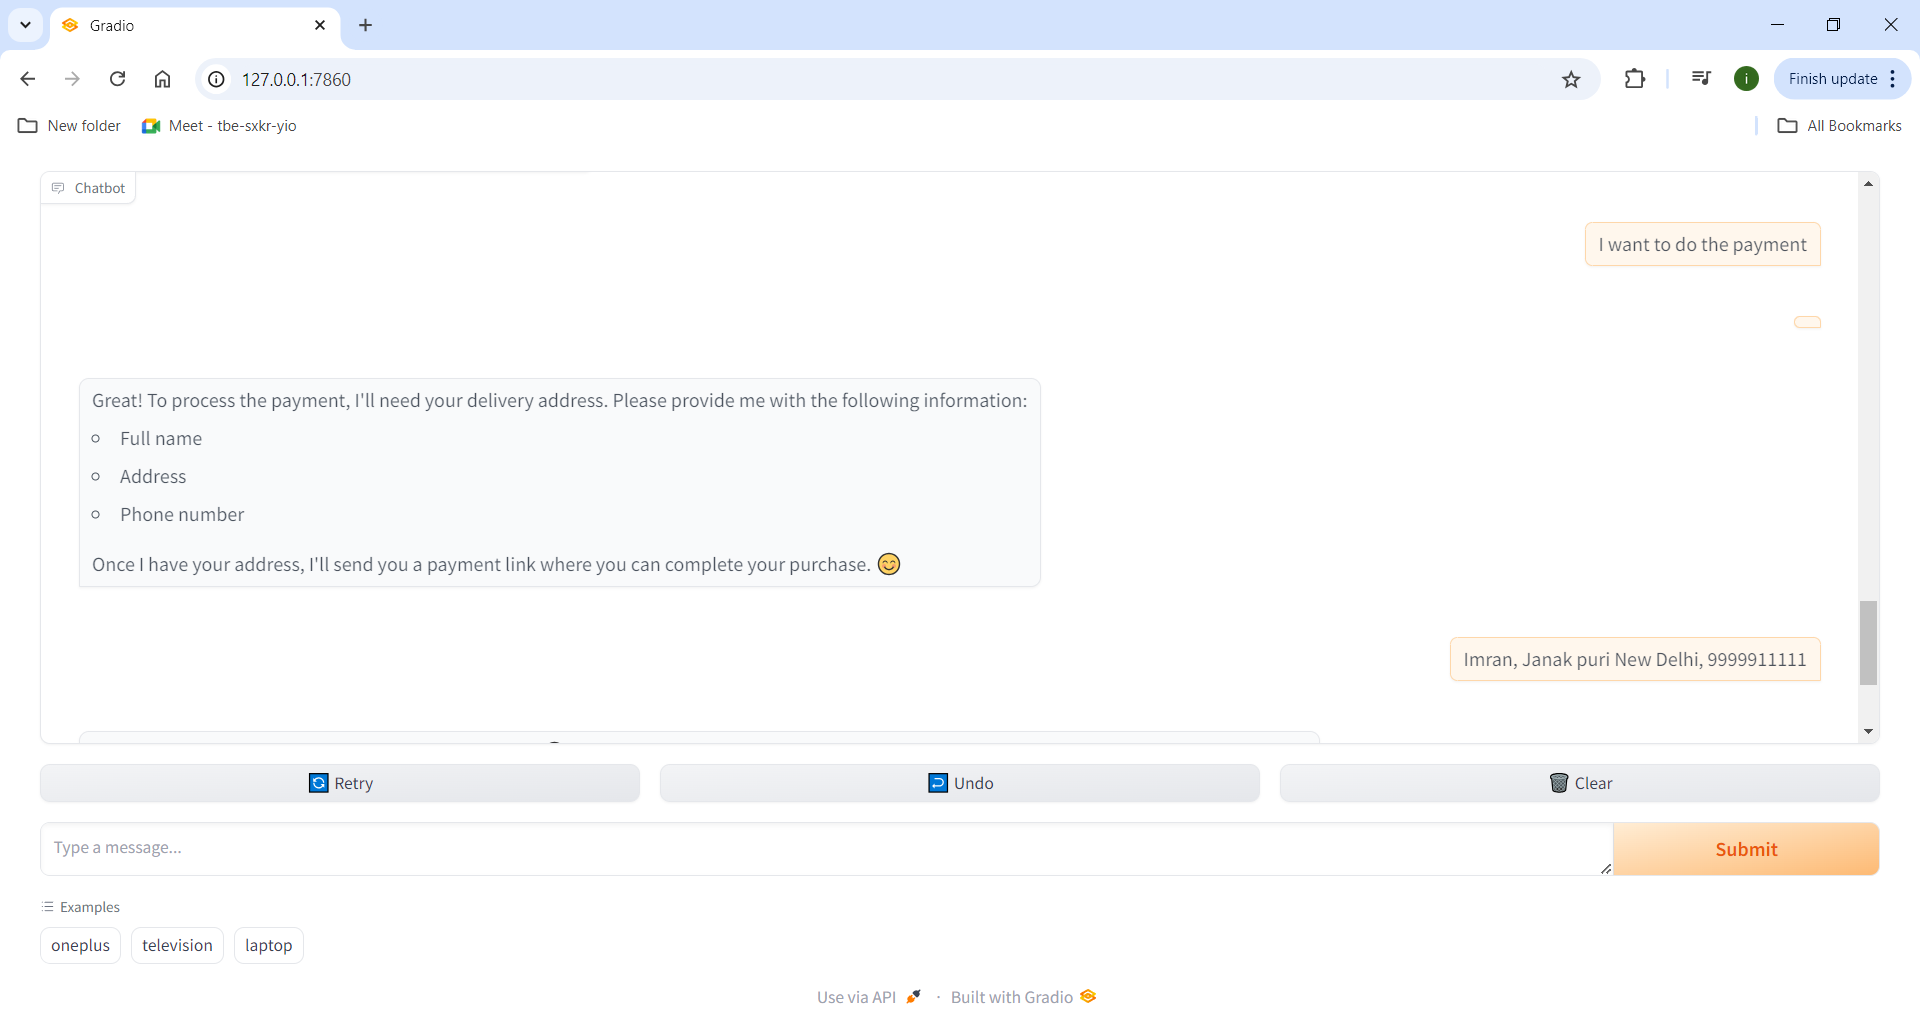 Gradio
127.0.0.1:7860
i
Finish update
New folder
Meet - tbe-sxkr-yio
All Bookmarks
Chatbot
I want to do the payment
Great! To process the payment, I'll need your delivery address. Please provide me with the following information:
Full name
Address
Phone number
Once I have your address, I'll send you a payment link where you can complete your purchase. 😊
Imran, Janak puri New Delhi, 9999911111
Retry
Undo
Clear
Type a message...
Submit
Examples
oneplus
television
laptop
Use via API
· Built with Gradio